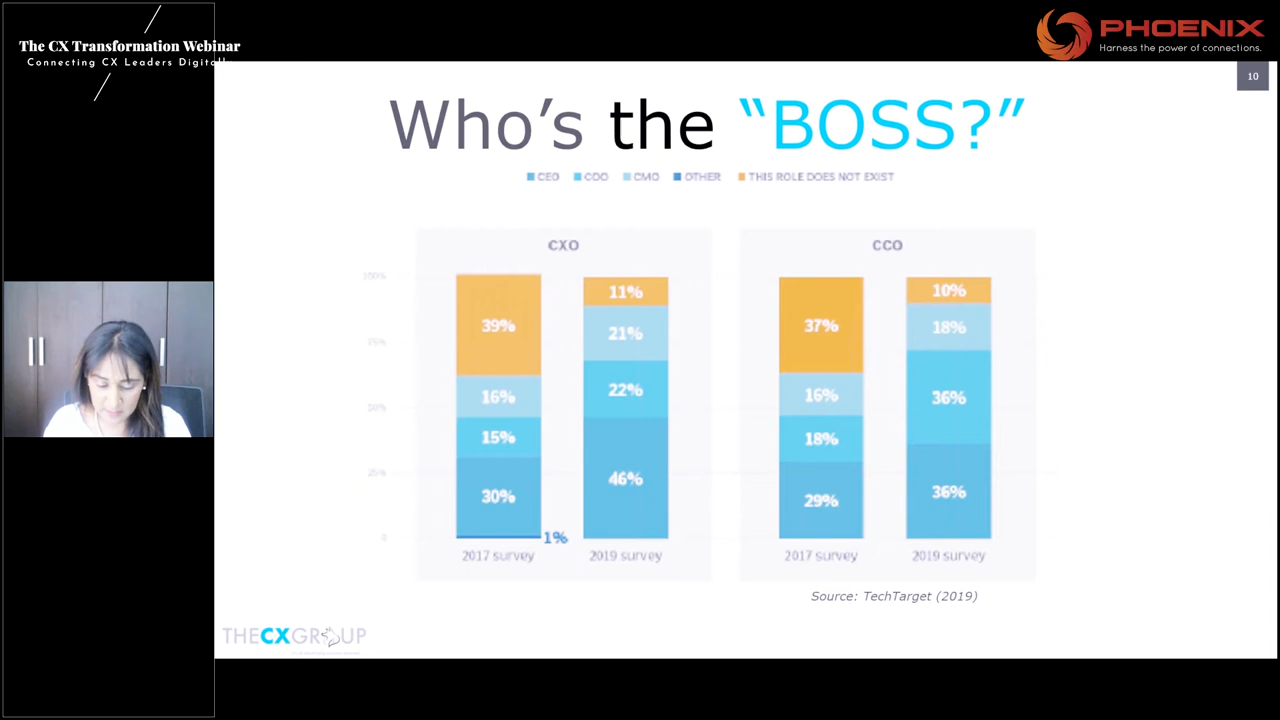 The CX Transformation Webinar
Connecting CX Leaders Digitally
PHOENIX
Harness the power of connections.
10
Who's the “BOSS?”
CEO COO CMO OTHER THIS ROLE DOES NOT EXIST
CXO
CCO
100%
75%
50%
25%
0
39%
16%
15%
30%
1%
11%
21%
22%
46%
37%
16%
18%
29%
10%
18%
36%
36%
2017 survey
2019 survey
2017 survey
2019 survey
Source: TechTarget (2019)
THECXGROUP